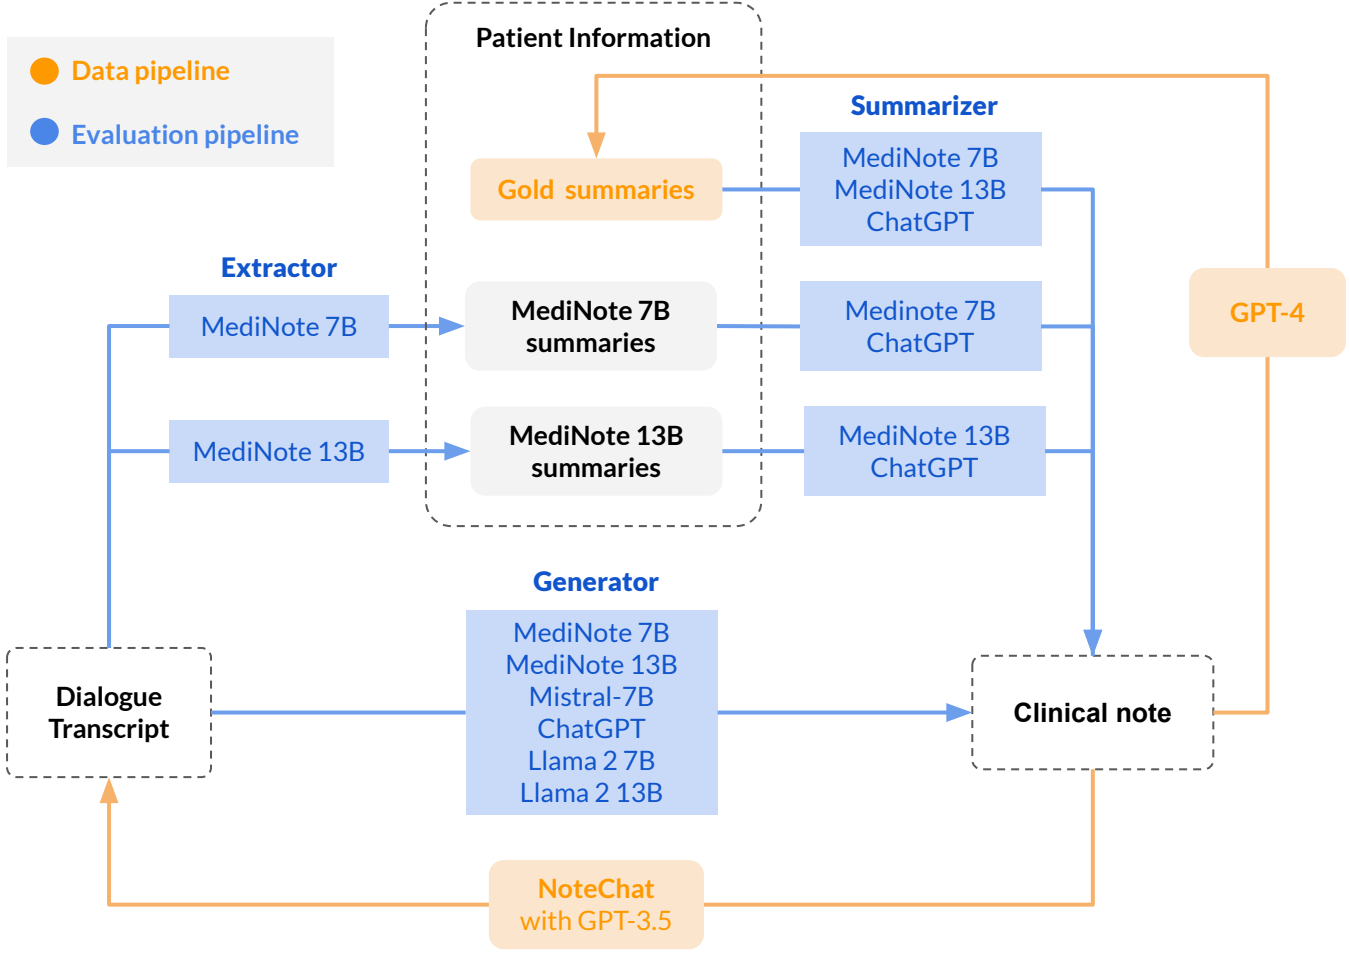 Data pipeline
Evaluation pipeline
Patient Information
Summarizer
Gold summaries
MediNote 7B
MediNote 13B
ChatGPT
GPT-4
Extractor
MediNote 7B
MediNote 7B
summaries
Medinote 7B
ChatGPT
MediNote 13B
MediNote 13B
summaries
MediNote 13B
ChatGPT
Generator
MediNote 7B
MediNote 13B
Mistral-7B
ChatGPT
Llama 2 7B
Llama 2 13B
Dialogue
Transcript
Clinical note
NoteChat
with GPT-3.5